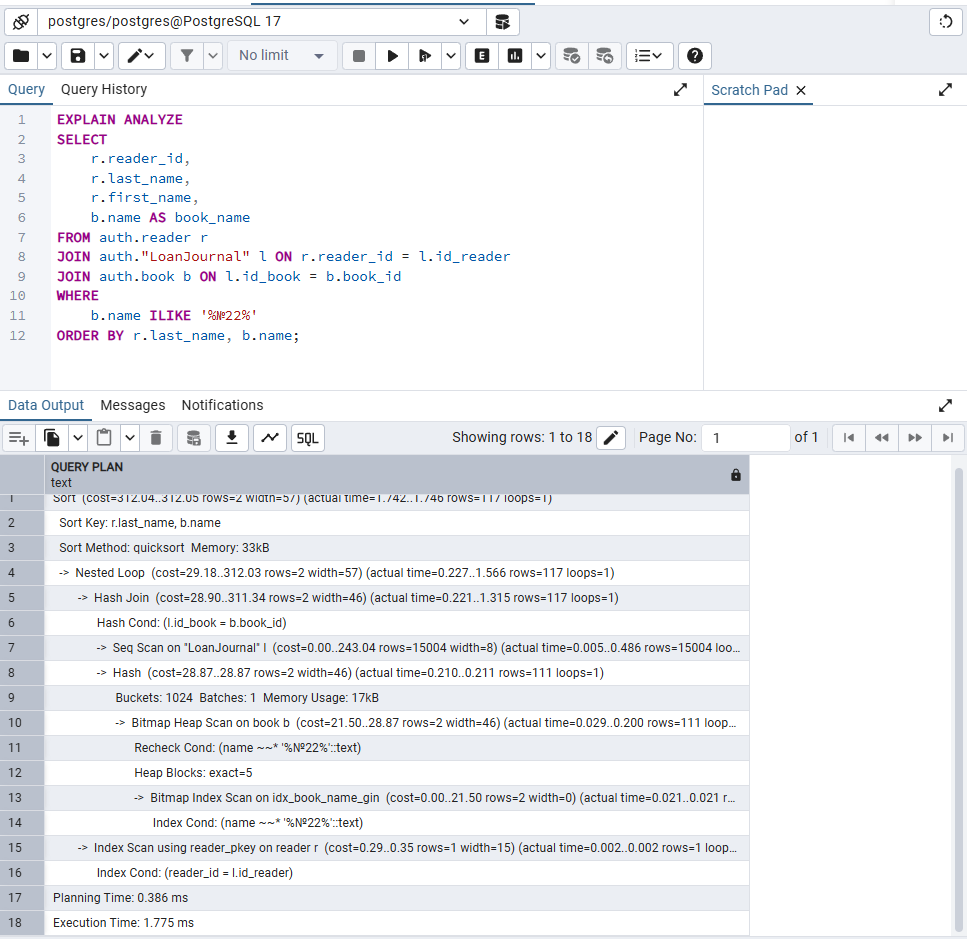 postgres/postgres@PostgreSQL 17
No limit
E
Query
Query History
Scratch Pad
1 EXPLAIN ANALYZE
2 SELECT
3 r.reader_id,
4 r.last_name,
5 r.first_name,
6 b.name AS book_name
7 FROM auth.reader r
8 JOIN auth."LoanJournal" l ON r.reader_id = l.id_reader
9 JOIN auth.book b ON l.id_book = b.book_id
10 WHERE
11 b.name ILIKE '%№22%'
12 ORDER BY r.last_name, b.name;
Data Output
Messages
Notifications
SQL
Showing rows: 1 to 18
Page No: 1 of 1
QUERY PLAN
text
1 Sort (cost=312.04..312.05 rows=2 width=57) (actual time=1.742..1.746 rows=117 loops=1)
2 Sort Key: r.last_name, b.name
3 Sort Method: quicksort Memory: 33kB
4 -> Nested Loop (cost=29.18..312.03 rows=2 width=57) (actual time=0.227..1.566 rows=117 loops=1)
5 -> Hash Join (cost=28.90..311.34 rows=2 width=46) (actual time=0.221..1.315 rows=117 loops=1)
6 Hash Cond: (l.id_book = b.book_id)
7 -> Seq Scan on "LoanJournal" l (cost=0.00..243.04 rows=15004 width=8) (actual time=0.005..0.486 rows=15004 loo...
8 -> Hash (cost=28.87..28.87 rows=2 width=46) (actual time=0.210..0.211 rows=111 loops=1)
9 Buckets: 1024 Batches: 1 Memory Usage: 17kB
10 -> Bitmap Heap Scan on book b (cost=21.50..28.87 rows=2 width=46) (actual time=0.029..0.200 rows=111 loop...
11 Recheck Cond: (name ~~* '%№22%'::text)
12 Heap Blocks: exact=5
13 -> Bitmap Index Scan on idx_book_name_gin (cost=0.00..21.50 rows=2 width=0) (actual time=0.021..0.021 r...
14 Index Cond: (name ~~* '%№22%'::text)
15 -> Index Scan using reader_pkey on reader r (cost=0.29..0.35 rows=1 width=15) (actual time=0.002..0.002 rows=1 loop...
16 Index Cond: (reader_id = l.id_reader)
17 Planning Time: 0.386 ms
18 Execution Time: 1.775 ms